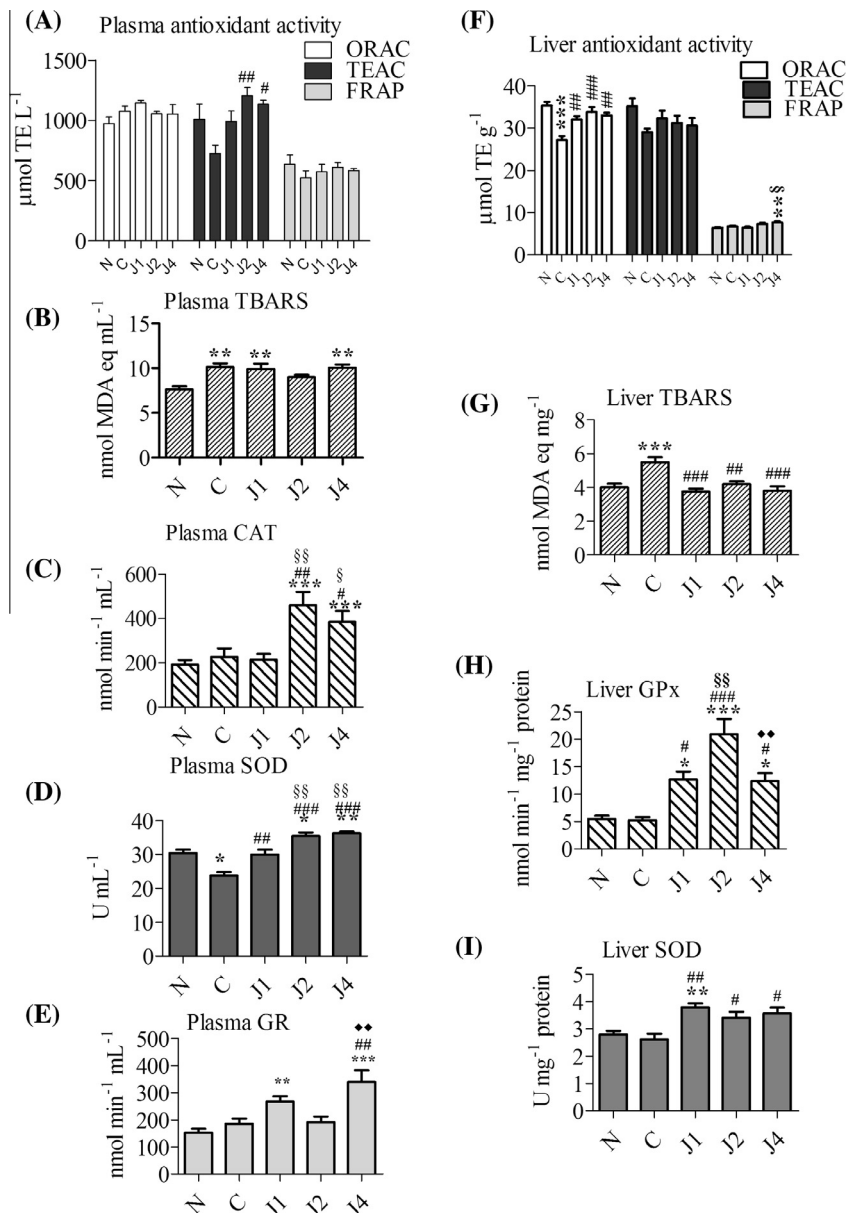 (A) Plasma antioxidant activity
ORAC
TEAC
FRAP
μmol TE L-1
1500
1000
500
0
## #
N C J1 J2 J4 N C J1 J2 J4 N C J1 J2 J4
(B) Plasma TBARS
nmol MDA eq mL-1
15
10
5
0
** ** **
N C J1 J2 J4
(C) Plasma CAT
nmol min-1 mL-1
600
400
200
0
§§ §
## #
*** ***
N C J1 J2 J4
(D) Plasma SOD
U mL-1
40
30
20
10
0
§§ §§
* ## ### ###
* **
N C J1 J2 J4
(E) Plasma GR
nmol min-1 mL-1
500
400
300
200
100
0
◆◆
##
** ***
N C J1 J2 J4
(F) Liver antioxidant activity
ORAC
TEAC
FRAP
μmol TE g-1
50
40
30
20
10
0
*** ## ### ## **§
N C J1 J2 J4 N C J1 J2 J4 N C J1 J2 J4
(G) Liver TBARS
nmol MDA eq mg-1
8
6
4
2
0
*** ### ## ###
N C J1 J2 J4
(H) Liver GPx
nmol min-1 mg-1 protein
25
20
15
10
5
0
§§ ◆◆
# ### #
* *** *
N C J1 J2 J4
(I) Liver SOD
U mg-1 protein
5
4
3
2
1
0
## # #
**
N C J1 J2 J4